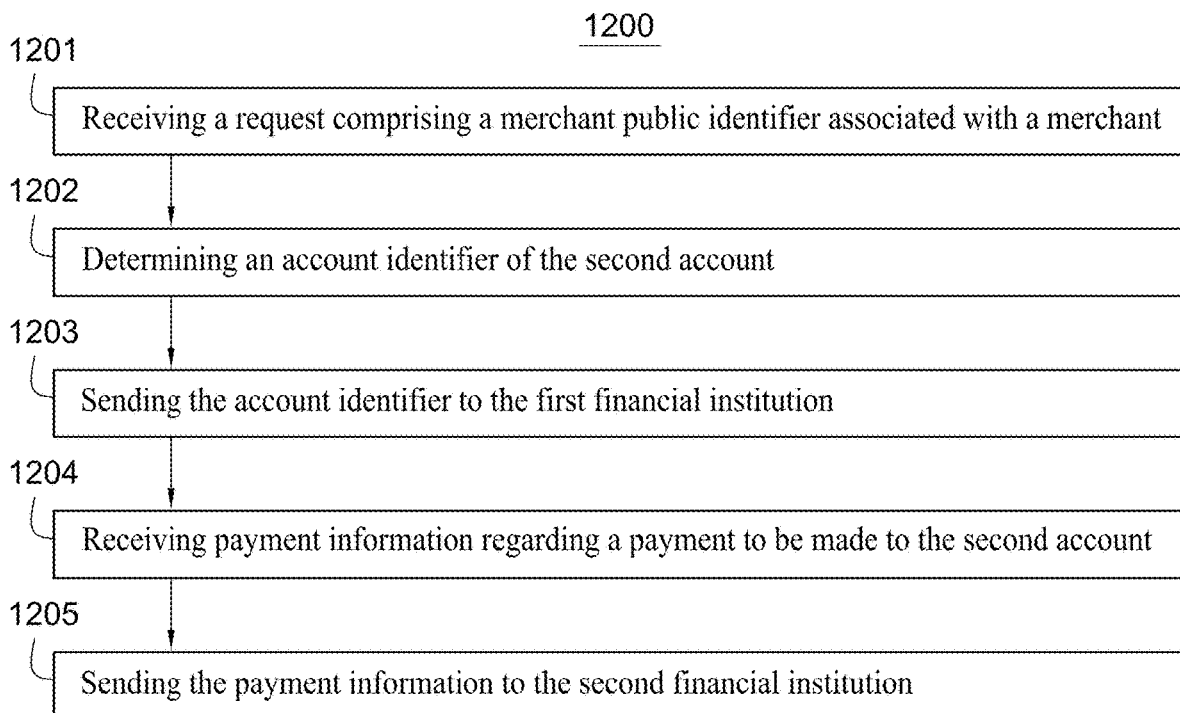 1200
1201
Receiving a request comprising a merchant public identifier associated with a merchant
1202
Determining an account identifier of the second account
1203
Sending the account identifier to the first financial institution
1204
Receiving payment information regarding a payment to be made to the second account
1205
Sending the payment information to the second financial institution